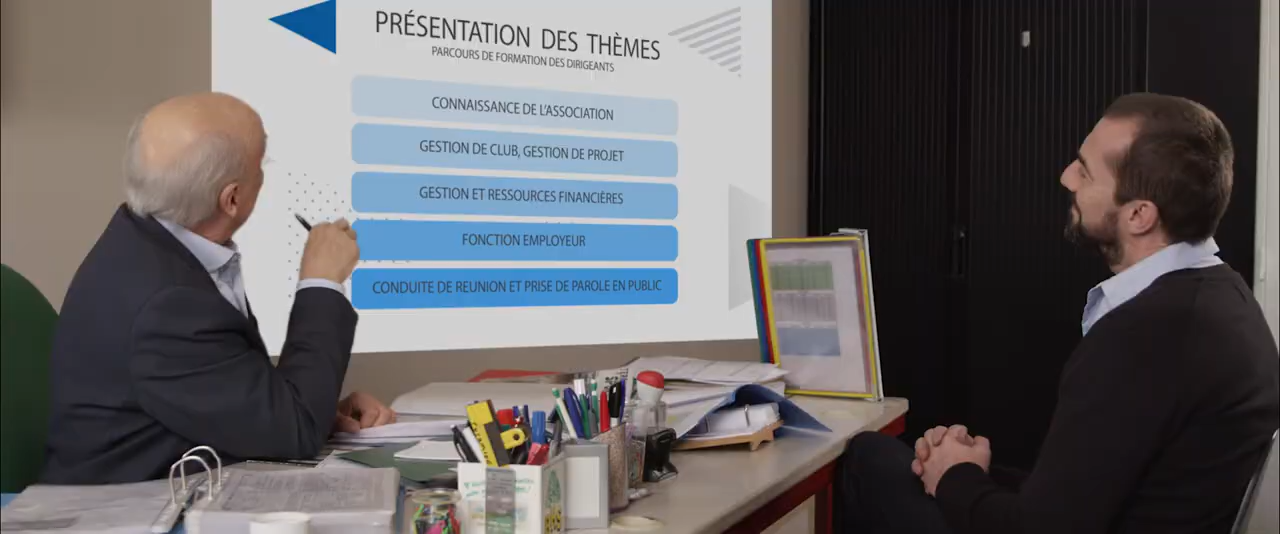 PRÉSENTATION DES THÈMES
PARCOURS DE FORMATION DES DIRIGEANTS
CONNAISSANCE DE L'ASSOCIATION
GESTION DE CLUB, GESTION DE PROJET
GESTION ET RESSOURCES FINANCIÈRES
FONCTION EMPLOYEUR
CONDUITE DE REUNION ET PRISE DE PAROLE EN PUBLIC